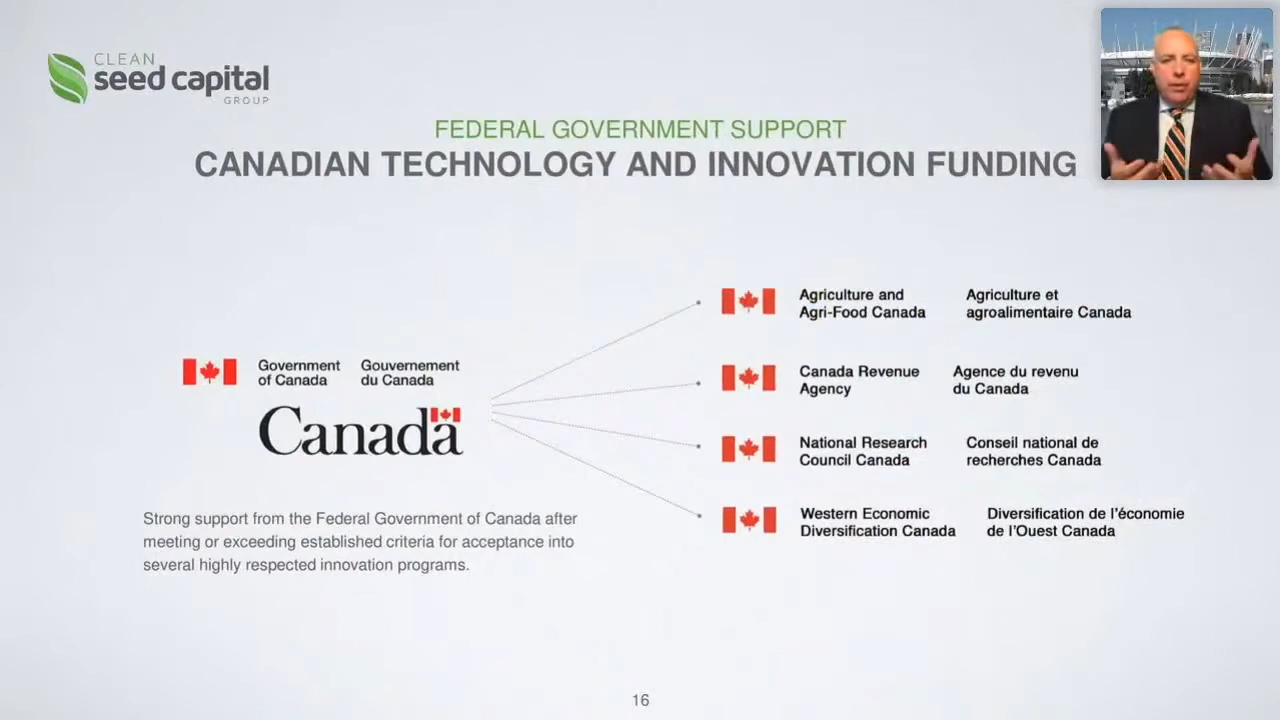 CLEAN
seed capital
GROUP
FEDERAL GOVERNMENT SUPPORT
CANADIAN TECHNOLOGY AND INNOVATION FUNDING
Government
of Canada
Gouvernement
du Canada
Canada
Strong support from the Federal Government of Canada after
meeting or exceeding established criteria for acceptance into
several highly respected innovation programs.
Agriculture and
Agri-Food Canada
Agriculture et
agroalimentaire Canada
Canada Revenue
Agency
Agence du revenu
du Canada
National Research
Council Canada
Conseil national de
recherches Canada
Western Economic
Diversification Canada
Diversification de l'économie
de l'Ouest Canada
16